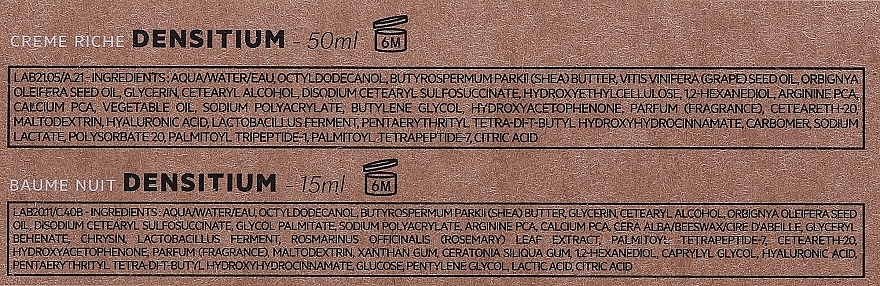 CREME RICHE DENSITIUM - 50ml 6M
LAB2105/A.21 - INGREDIENTS : AQUA/WATER/EAU, OCTYLDODECANOL, BUTYROSPERMUM PARKII (SHEA) BUTTER, VITIS VINIFERA (GRAPE) SEED OIL, ORBIGNYA
OLEIFERA SEED OIL, GLYCERIN, CETEARYL ALCOHOL, DISODIUM CETEARYL SULFOSUCCINATE, HYDROXYETHYLCELLULOSE, 1,2-HEXANEDIOL, ARGININE PCA,
CALCIUM PCA, VEGETABLE OIL, SODIUM POLYACRYLATE, BUTYLENE GLYCOL, HYDROXYACETOPHENONE, PARFUM (FRAGRANCE), CETEARETH-20,
MALTODEXTRIN, HYALURONIC ACID, LACTOBACILLUS FERMENT, PENTAERYTHRITYL TETRA-DI-T-BUTYL HYDROXYHYDROCINNAMATE, CARBOMER, SODIUM
LACTATE, POLYSORBATE 20, PALMITOYL TRIPEPTIDE-1, PALMITOYL TETRAPEPTIDE-7, CITRIC ACID
BAUME NUIT DENSITIUM - 15ml 6M
LAB2011/C.40B - INGREDIENTS : AQUA/WATER/EAU, OCTYLDODECANOL, BUTYROSPERMUM PARKII (SHEA) BUTTER, GLYCERIN, CETEARYL ALCOHOL, ORBIGNYA OLEIFERA SEED
OIL, DISODIUM CETEARYL SULFOSUCCINATE, GLYCOL PALMITATE, SODIUM POLYACRYLATE, ARGININE PCA, CALCIUM PCA, CERA ALBA/BEESWAX/CIRE D'ABEILLE, GLYCERYL
BEHENATE, CHRYSIN, LACTOBACILLUS FERMENT, ROSMARINUS OFFICINALIS (ROSEMARY) LEAF EXTRACT, PALMITOYL TETRAPEPTIDE-7, CETEARETH-20,
HYDROXYACETOPHENONE, PARFUM (FRAGRANCE), MALTODEXTRIN, XANTHAN GUM, CERATONIA SILIQUA GUM, 1,2-HEXANEDIOL, CAPRYLYL GLYCOL, HYALURONIC ACID,
PENTAERYTHRITYL TETRA-DI-T-BUTYL HYDROXYHYDROCINNAMATE, GLUCOSE, PENTYLENE GLYCOL, LACTIC ACID, CITRIC ACID